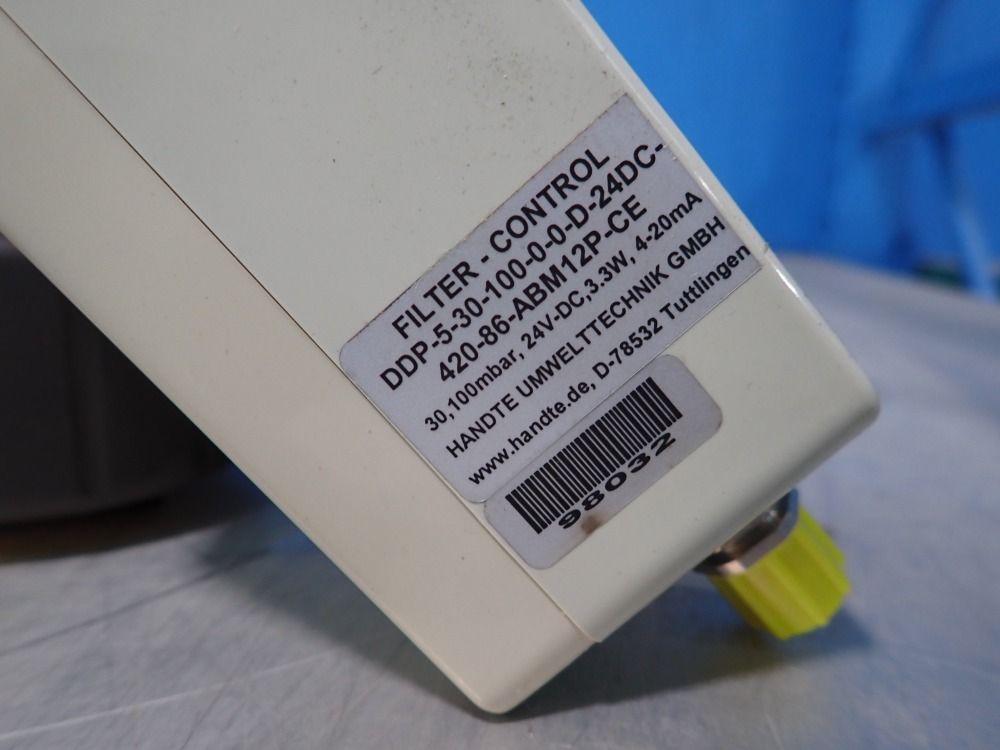 FILTER - CONTROL
DDP-5-30-100-0-0-D-24DC-
420-86-ABM12P-CE
30,100mbar, 24V-DC,3.3W, 4-20mA
HANDTE UMWELTTECHNIK GMBH
www.handte.de, D-78532 Tuttlingen
98032